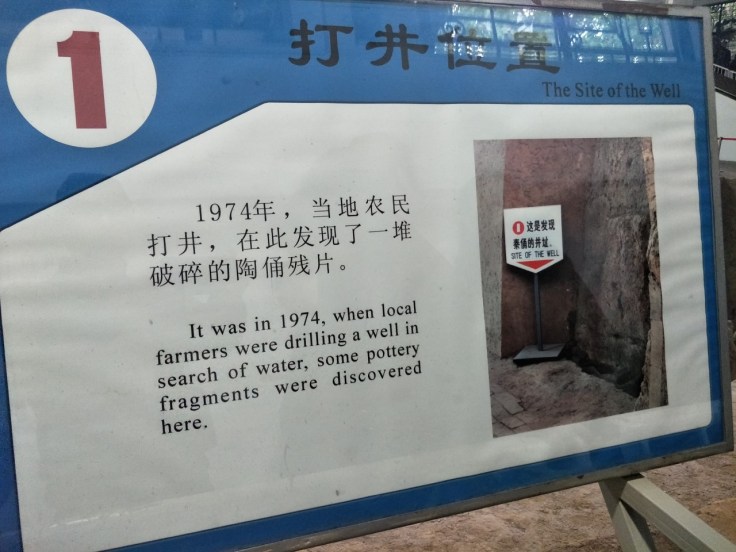 1
打井位置
The Site of the Well
1974年，当地农民
打井，在此发现了一堆
破碎的陶俑残片。
It was in 1974, when local
farmers were drilling a well in
search of water, some pottery
fragments were discovered
here.
1 这是发现
秦俑的井址.
SITE OF THE WELL